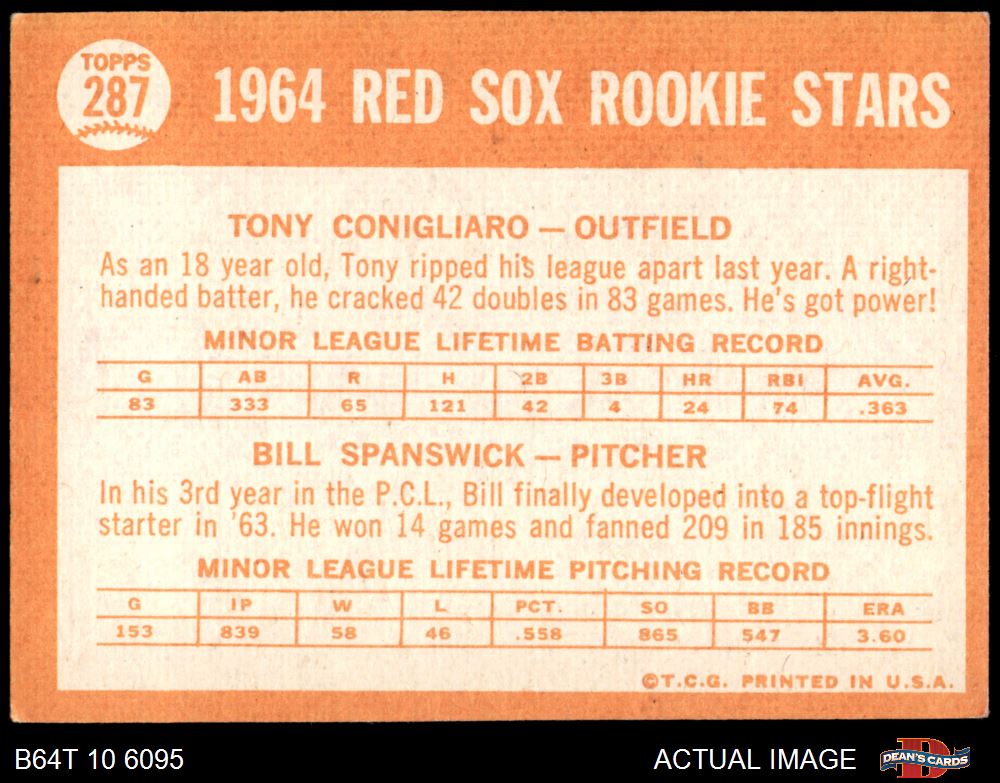 TOPPS
287
1964 RED SOX ROOKIE STARS
TONY CONIGLIARO — OUTFIELD
As an 18 year old, Tony ripped his league apart last year. A right-
handed batter, he cracked 42 doubles in 83 games. He's got power!
MINOR LEAGUE LIFETIME BATTING RECORD
G AB R H 2B 3B HR RBI AVG.
83 333 65 121 42 4 24 74 .363
BILL SPANSWICK — PITCHER
In his 3rd year in the P.C.L., Bill finally developed into a top-flight
starter in '63. He won 14 games and fanned 209 in 185 innings.
MINOR LEAGUE LIFETIME PITCHING RECORD
G IP W L PCT. SO BB ERA
153 839 58 46 .558 865 547 3.60
©T.C.G. PRINTED IN U.S.A.
B64T 10 6095
ACTUAL IMAGE
D
DEAN'S CARDS